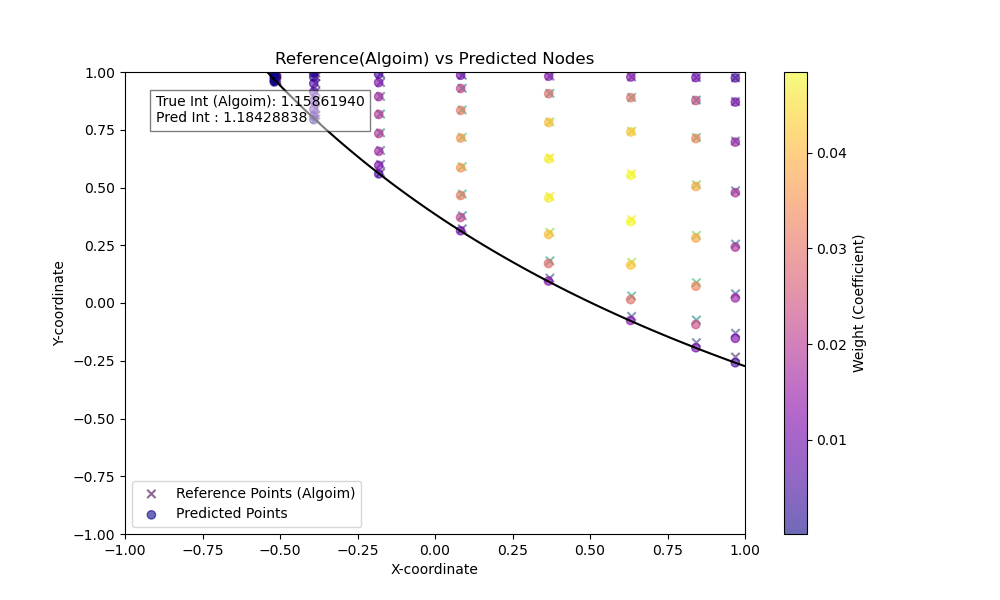 Reference(Algoim) vs Predicted Nodes
True Int (Algoim): 1.15861940
Pred Int : 1.18428838
1.00
0.75
0.50
0.25
0.00
−0.25
−0.50
−0.75
−1.00
Y-coordinate
Reference Points (Algoim)
Predicted Points
−1.00 −0.75 −0.50 −0.25 0.00 0.25 0.50 0.75 1.00
X-coordinate
0.04
0.03
0.02
0.01
Weight (Coefficient)